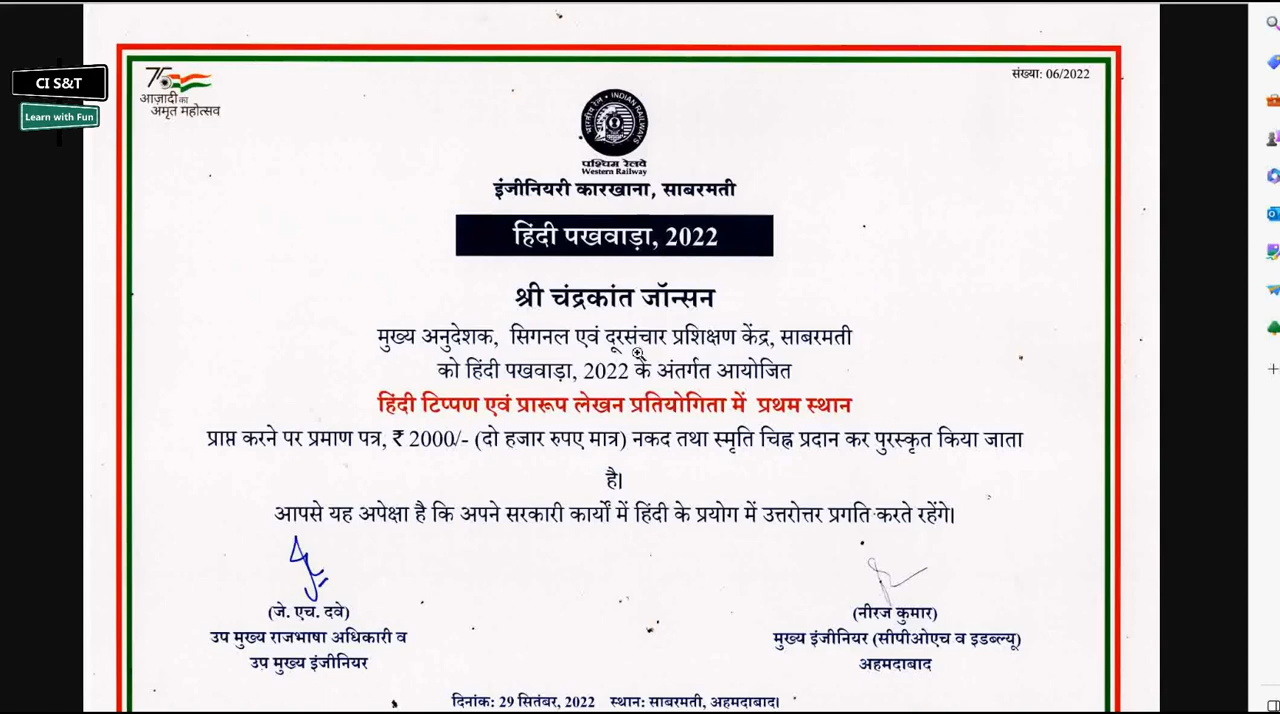 CI S&T
Learn with Fun
75
आज़ादी का
अमृत महोत्सव
संख्या: 06/2022
भारतीय रेल • INDIAN RAILWAYS
पश्चिम रेलवे
Western Railway
इंजीनियरी कारखाना, साबरमती
हिंदी पखवाड़ा, 2022
श्री चंद्रकांत जॉन्सन
मुख्य अनुदेशक, सिगनल एवं दूरसंचार प्रशिक्षण केंद्र, साबरमती
को हिंदी पखवाड़ा, 2022 के अंतर्गत आयोजित
हिंदी टिप्पण एवं प्रारूप लेखन प्रतियोगिता में प्रथम स्थान
प्राप्त करने पर प्रमाण पत्र, ₹ 2000/- (दो हजार रुपए मात्र) नकद तथा स्मृति चिह्न प्रदान कर पुरस्कृत किया जाता
है।
आपसे यह अपेक्षा है कि अपने सरकारी कार्यों में हिंदी के प्रयोग में उत्तरोत्तर प्रगति करते रहेंगे।
(जे. एच. दवे)
उप मुख्य राजभाषा अधिकारी व
उप मुख्य इंजीनियर
(नीरज कुमार)
मुख्य इंजीनियर (सीपीओएच व इडब्ल्यू)
अहमदाबाद
दिनांक: 29 सितंबर, 2022 स्थान: साबरमती, अहमदाबाद।